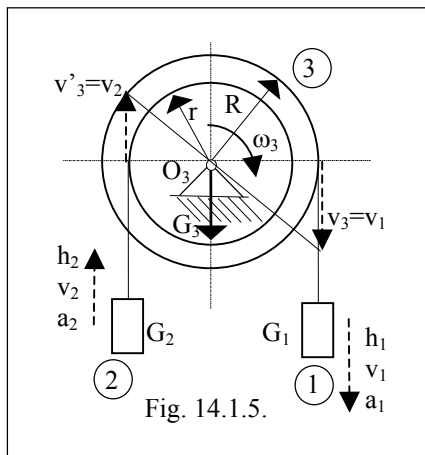 3
v'₃=v₂
r
R
ω₃
O₃
G₃
v₃=v₁
h₂
v₂
a₂
G₂
2
G₁
1
h₁
v₁
a₁
Fig. 14.1.5.